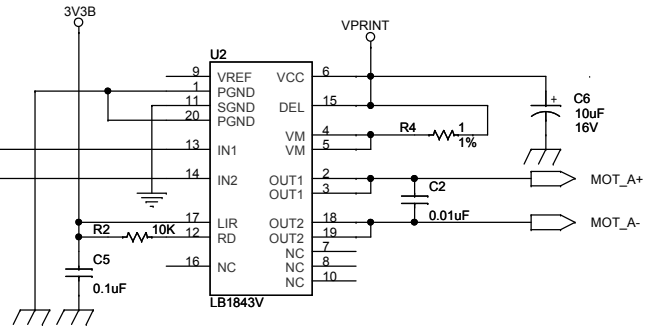 3V3B
VPRINT
U2
9 VREF VCC 6
1 PGND
11 SGND DEL 15
20 PGND
C6
10uF
16V
VM 4 R4 1
13 IN1 VM 5 1%
14 IN2 OUT1 2 MOT_A+
OUT1 3 C2
17 LIR OUT2 18 0.01uF MOT_A-
R2 10K 12 RD OUT2 19
NC 7
C5 16 NC NC 8
0.1uF NC 10
LB1843V